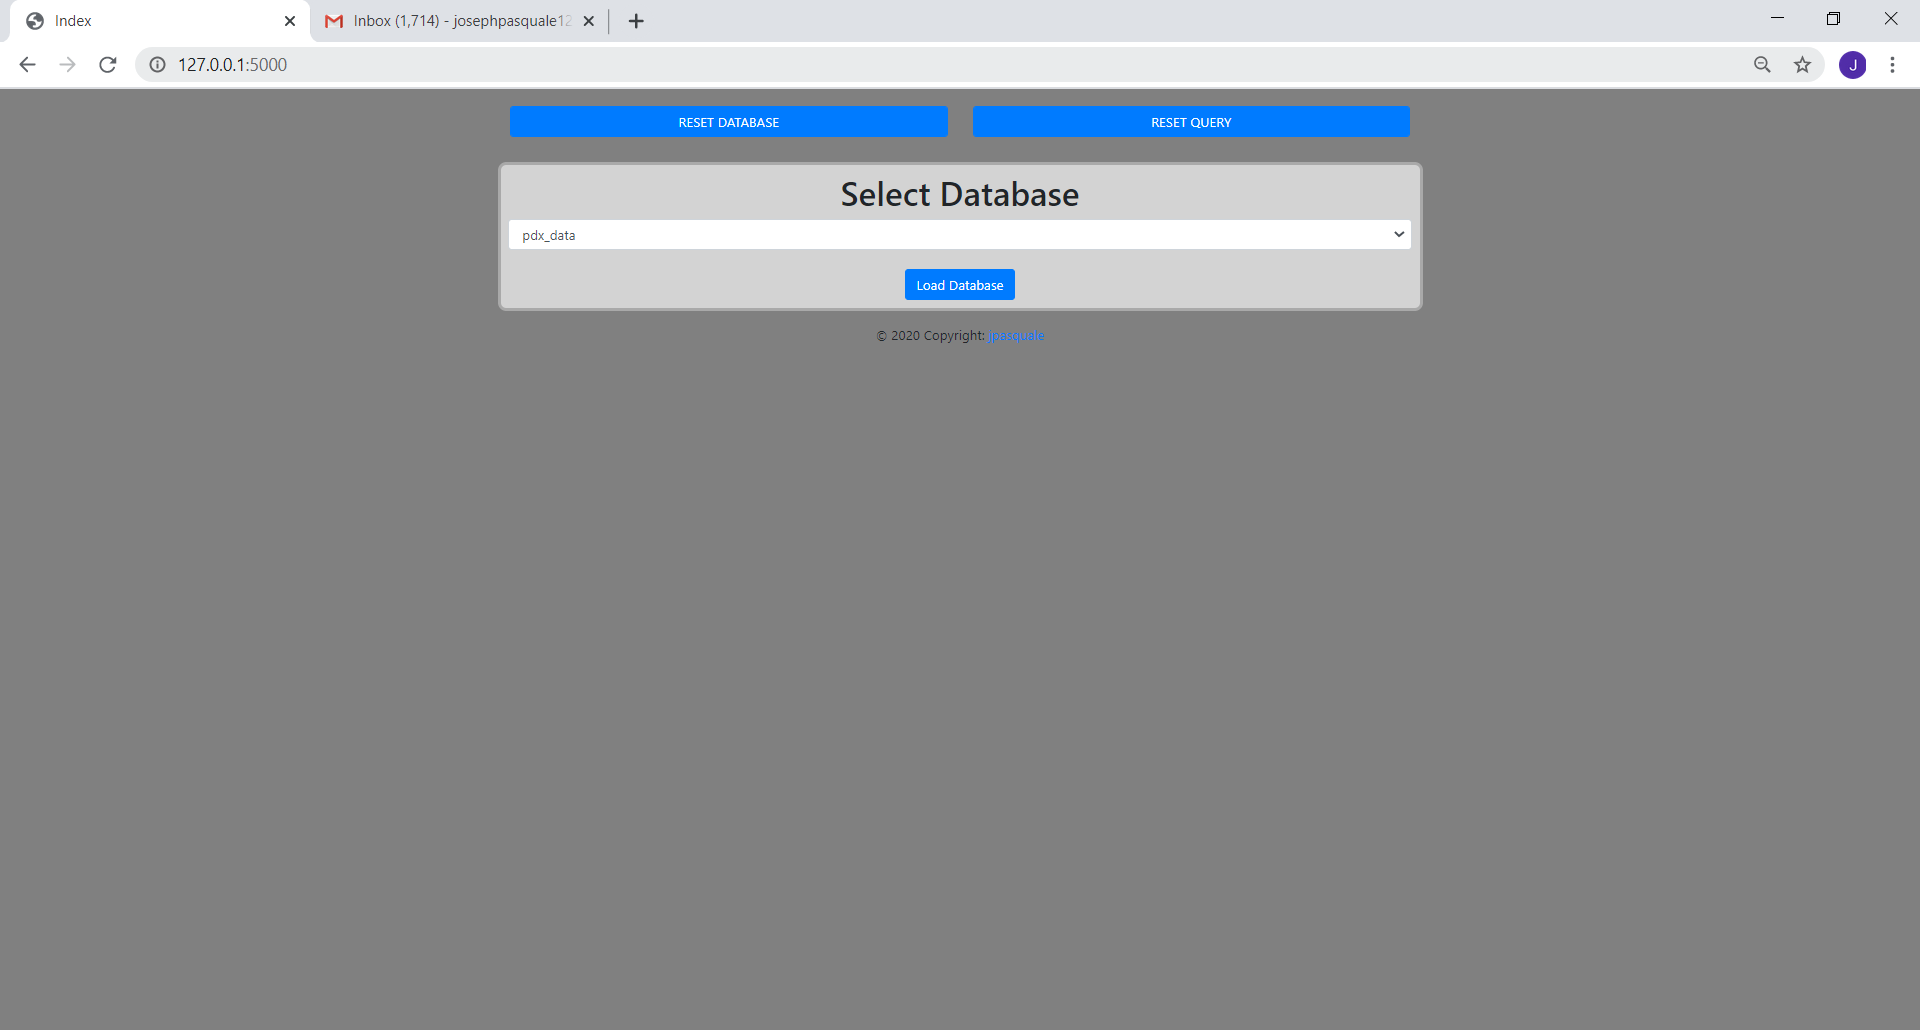 Index
Inbox (1,714) - josephpasquale12
127.0.0.1:5000
J
RESET DATABASE
RESET QUERY
Select Database
pdx_data
Load Database
© 2020 Copyright: jpasquale